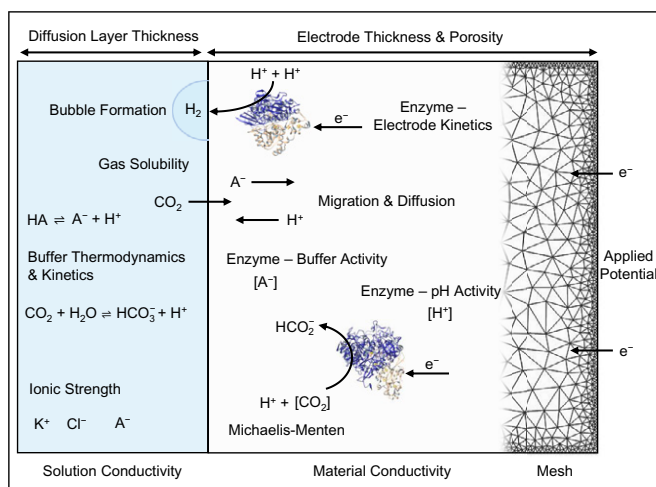 Diffusion Layer Thickness
Electrode Thickness & Porosity
H⁺ + H⁺
Bubble Formation
H₂
Enzyme –
Electrode Kinetics
e⁻
Gas Solubility
A⁻
e⁻
CO₂
Migration & Diffusion
HA ⇌ A⁻ + H⁺
H⁺
Buffer Thermodynamics
& Kinetics
Enzyme – Buffer Activity
[A⁻]
Applied
Potential
Enzyme – pH Activity
[H⁺]
CO₂ + H₂O ⇌ HCO₃⁻ + H⁺
HCO₂⁻
e⁻
e⁻
Ionic Strength
H⁺ + [CO₂]
K⁺ Cl⁻ A⁻
Michaelis-Menten
Solution Conductivity
Material Conductivity
Mesh